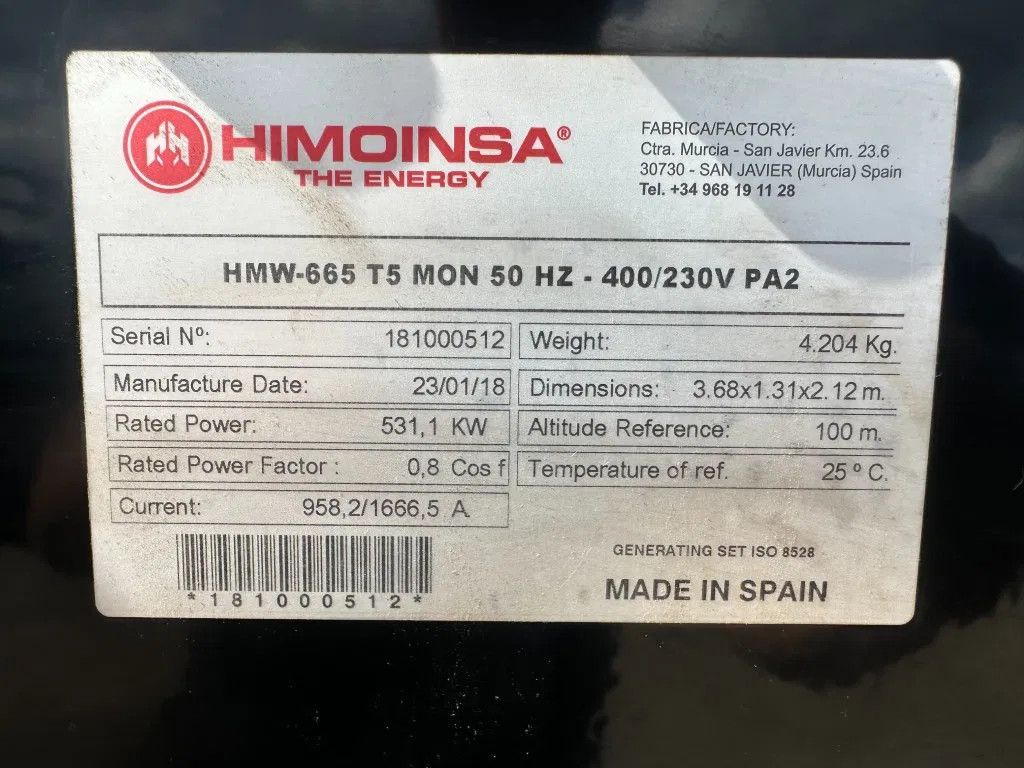 HIMOINSA®
THE ENERGY
FABRICA/FACTORY:
Ctra. Murcia - San Javier Km. 23.6
30730 - SAN JAVIER (Murcia) Spain
Tel. +34 968 19 11 28
HMW-665 T5 MON 50 HZ - 400/230V PA2
Serial Nº: 181000512
Manufacture Date: 23/01/18
Rated Power: 531,1 KW
Rated Power Factor : 0,8 Cos f
Current: 958,2/1666,5 A
Weight: 4.204 Kg.
Dimensions: 3.68x1.31x2.12 m.
Altitude Reference: 100 m.
Temperature of ref. 25 º C.
*181000512*
GENERATING SET ISO 8528
MADE IN SPAIN